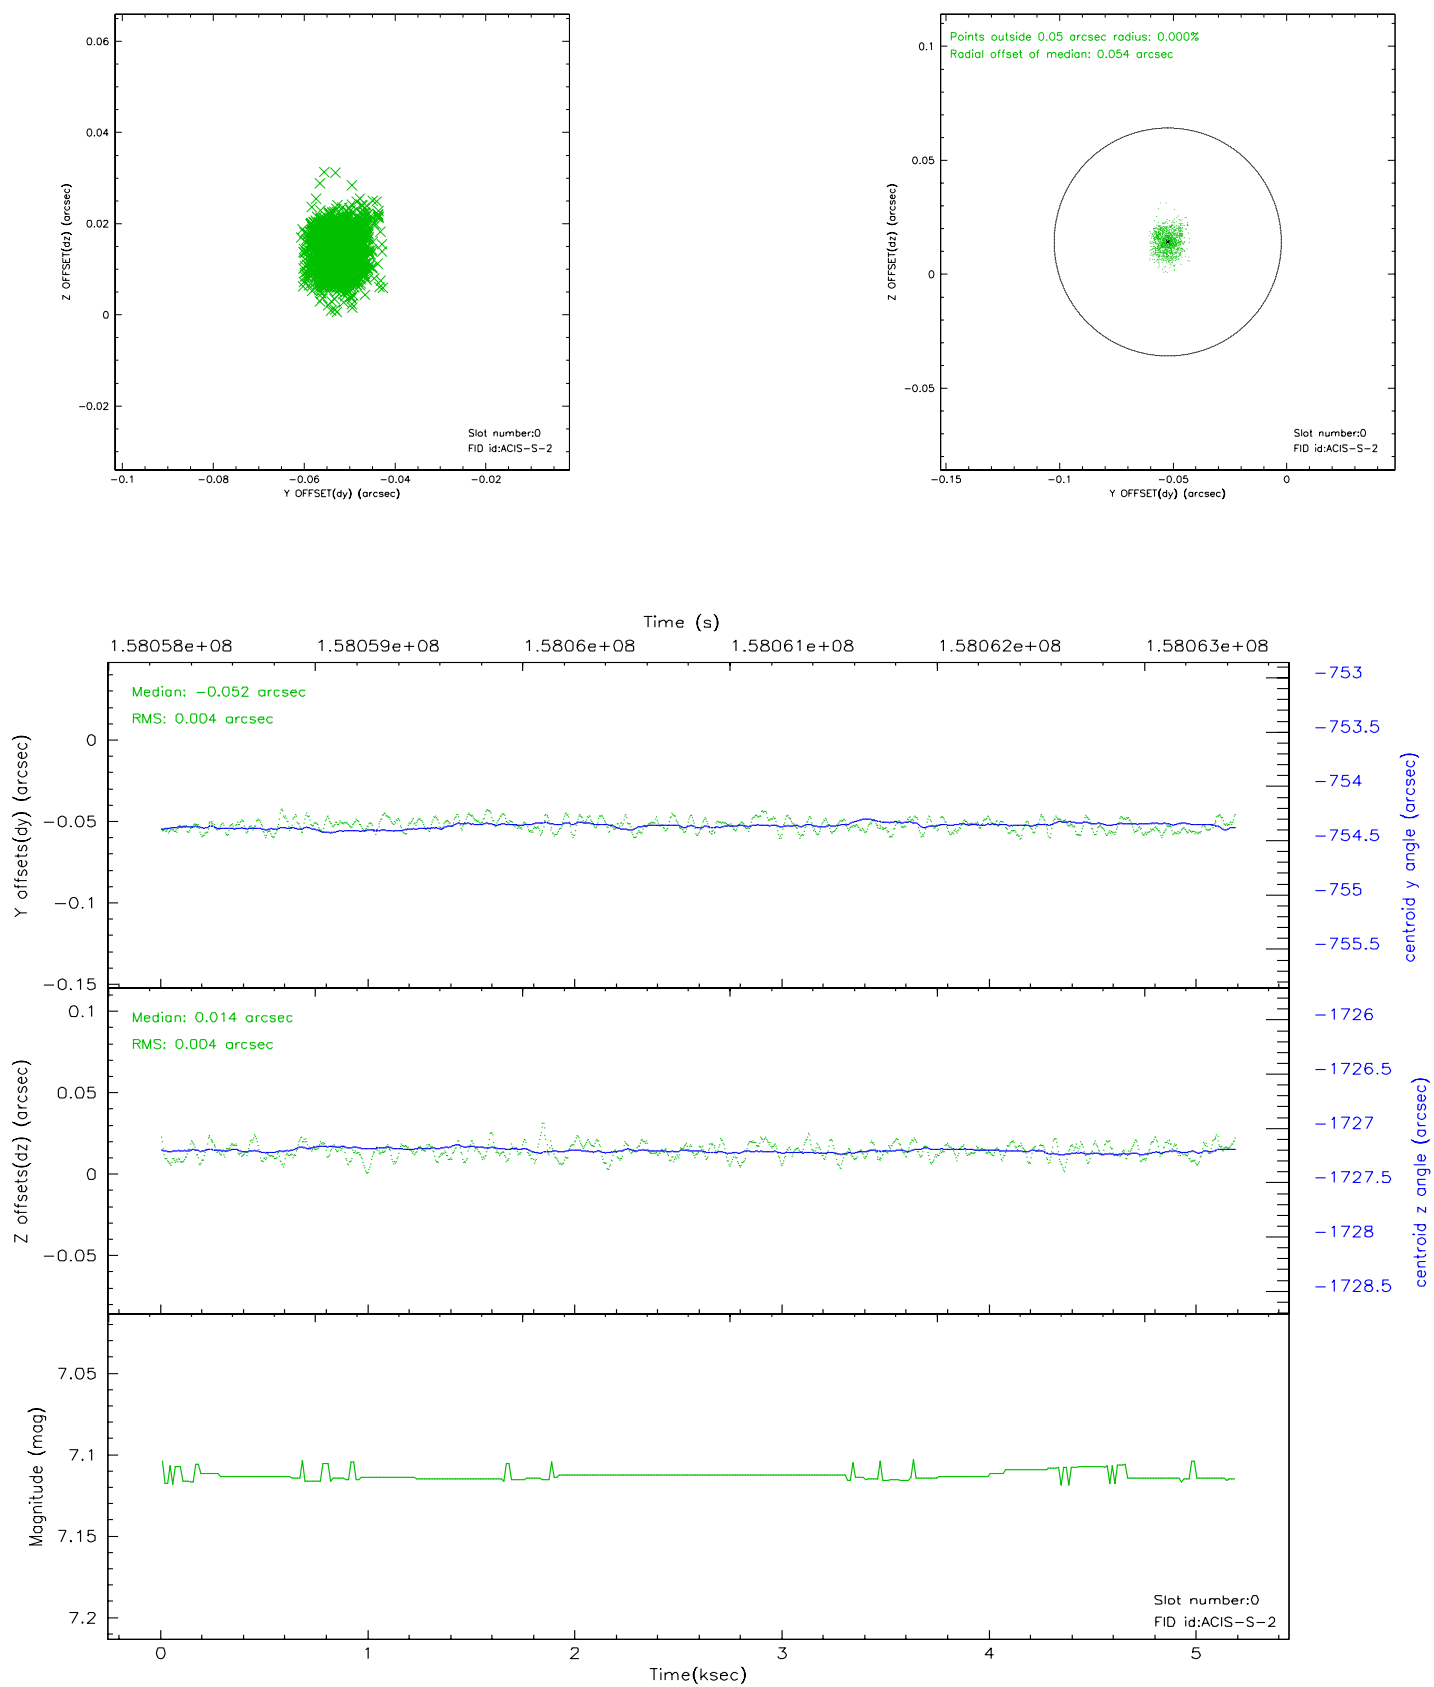 0.06
0.04
0.02
0
−0.02
Z OFFSET(dz) (arcsec)
Slot number:0
FID id:ACIS−S−2
−0.1
−0.08
−0.06
−0.04
−0.02
Y OFFSET(dy) (arcsec)
Points outside 0.05 arcsec radius: 0.000%
Radial offset of median: 0.054 arcsec
0.1
0.05
0
−0.05
Z OFFSET(dz) (arcsec)
Slot number:0
FID id:ACIS−S−2
−0.15
−0.1
−0.05
0
Y OFFSET(dy) (arcsec)
Time (s)
1.58058e+08
1.58059e+08
1.5806e+08
1.58061e+08
1.58062e+08
1.58063e+08
Median: −0.052 arcsec
RMS: 0.004 arcsec
0
−0.05
−0.1
−0.15
Y offsets(dy) (arcsec)
−753
−753.5
−754
−754.5
−755
−755.5
centroid y angle (arcsec)
Median: 0.014 arcsec
RMS: 0.004 arcsec
0.1
0.05
0
−0.05
Z offsets(dz) (arcsec)
−1726
−1726.5
−1727
−1727.5
−1728
−1728.5
centroid z angle (arcsec)
7.05
7.1
7.15
7.2
Magnitude (mag)
Slot number:0
FID id:ACIS−S−2
0
1
2
3
4
5
Time(ksec)